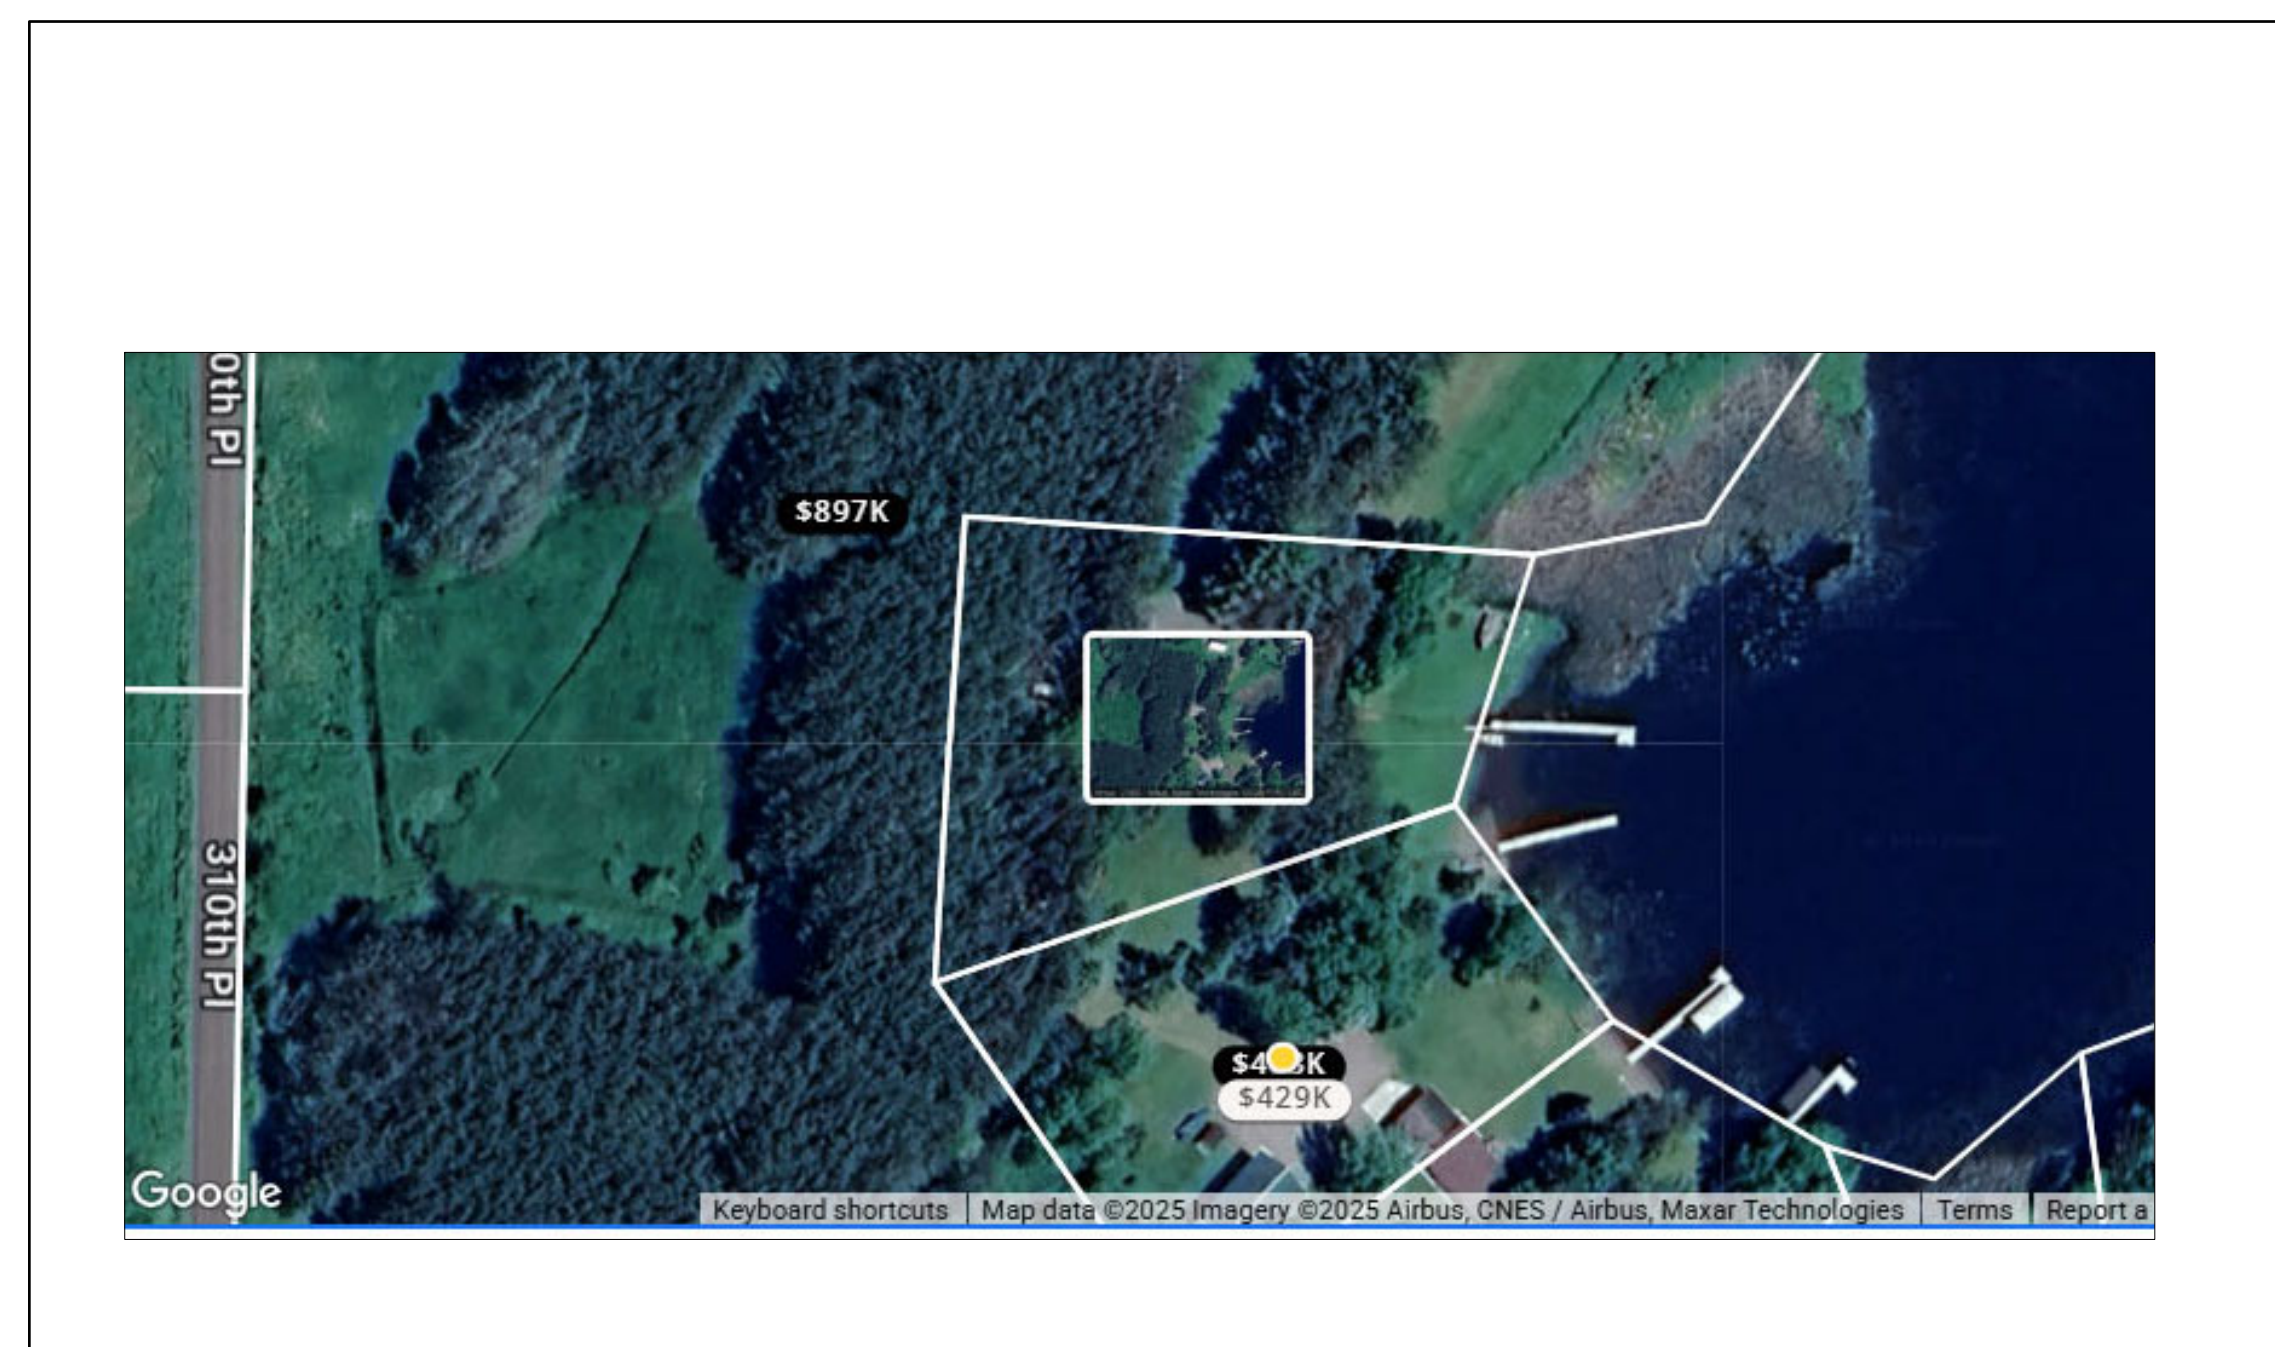 0th Pl
$897K
310th Pl
$429K
Google
Keyboard shortcuts
Map data ©2025 Imagery ©2025 Airbus, CNES / Airbus, Maxar Technologies
Terms
Report a